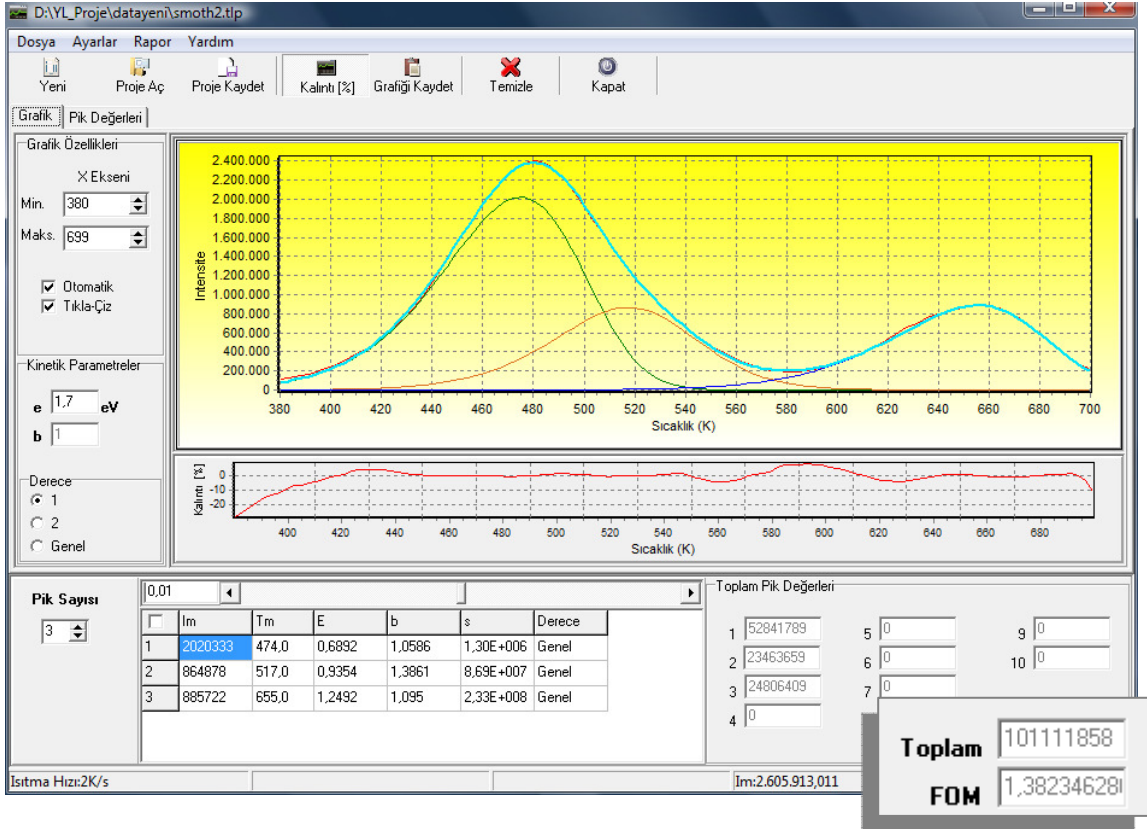 D:\YL_Proje\datayeni\smoth2.tlp
Dosya Ayarlar Rapor Yardım
Yeni Proje Aç Proje Kaydet Kalıntı [%] Grafiği Kaydet Temizle Kapat
Grafik Pik Değerleri
Grafik Özellikleri
X Ekseni
Min. 380
Maks. 699
Otomatik
Tıkla-Çiz
Kinetik Parametreler
e 1,7 eV
b 1
Derece
1
2
Genel
Intensite
2.400.000
2.200.000
2.000.000
1.800.000
1.600.000
1.400.000
1.200.000
1.000.000
800.000
600.000
400.000
200.000
0
380 400 420 440 460 480 500 520 540 560 580 600 620 640 660 680 700
Sıcaklık (K)
Kalıntı [%]
0
-10
-20
400 420 440 460 480 500 520 540 560 580 600 620 640 660 680
Sıcaklık (K)
Pik Sayısı
3
0,01
Im Tm E b s Derece
1 2020333 474,0 0,6892 1,0586 1,30E+006 Genel
2 864878 517,0 0,9354 1,3861 8,69E+007 Genel
3 885722 655,0 1,2492 1,095 2,33E+008 Genel
Toplam Pik Değerleri
1 52841789 5 0 9 0
2 23463659 6 0 10 0
3 24806409 7 0
4 0
Toplam 101111858
FOM 1,38234628
Isıtma Hızı:2K/s Im:2.605.913,011